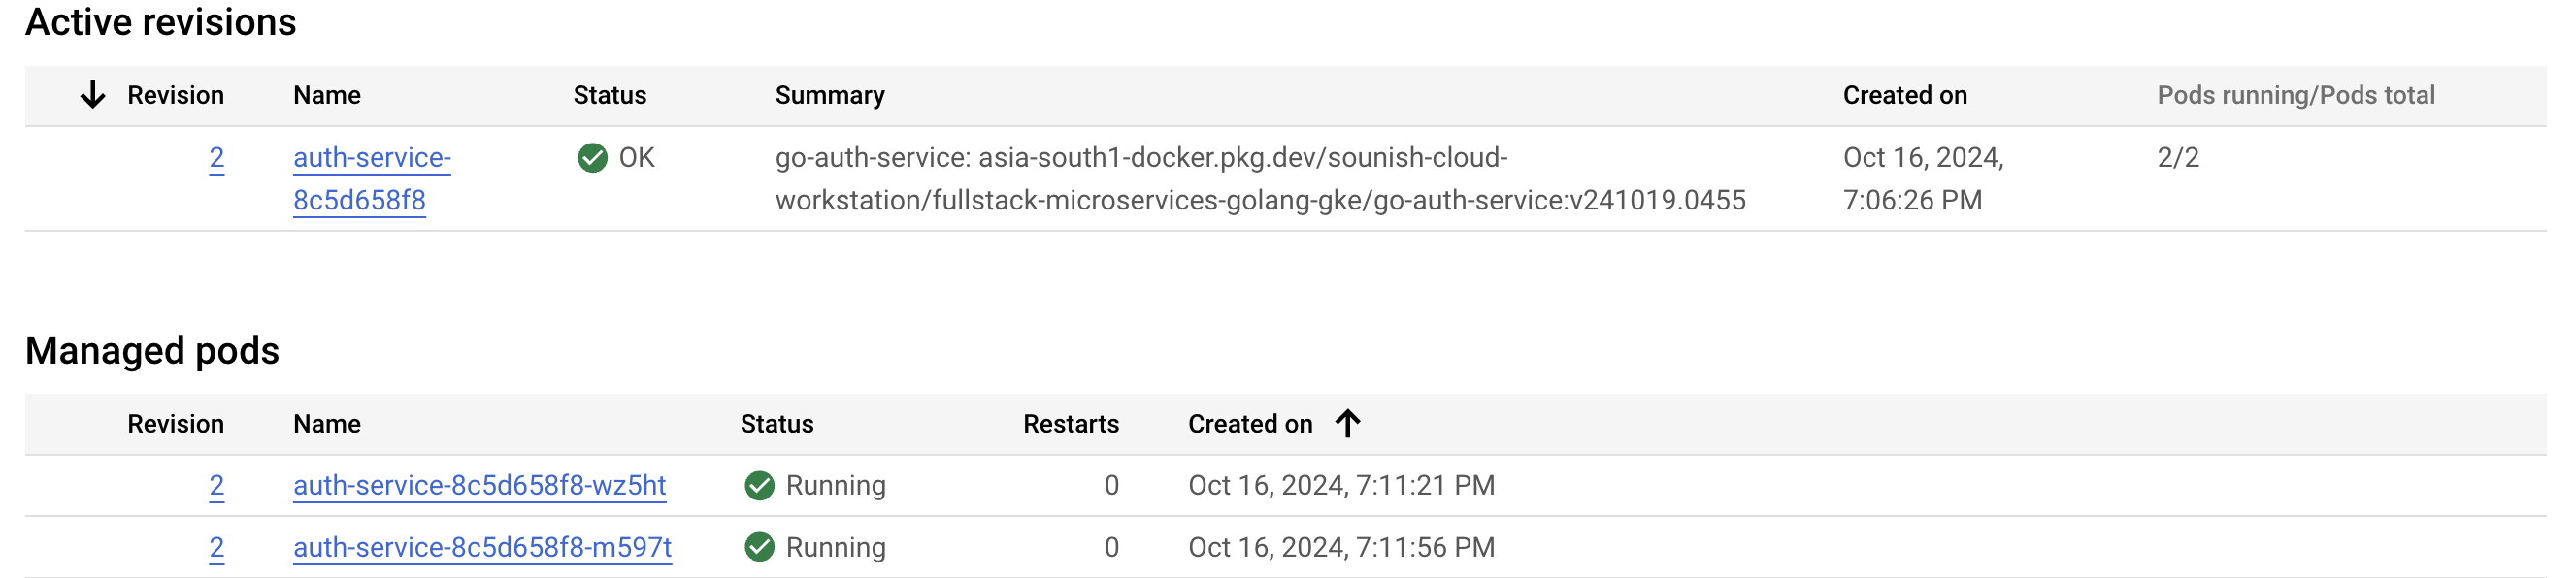 Active revisions
Revision Name Status Summary Created on Pods running/Pods total
2 auth-service- OK go-auth-service: asia-south1-docker.pkg.dev/sounish-cloud- Oct 16, 2024, 2/2
8c5d658f8 workstation/fullstack-microservices-golang-gke/go-auth-service:v241019.0455 7:06:26 PM
Managed pods
Revision Name Status Restarts Created on
2 auth-service-8c5d658f8-wz5ht Running 0 Oct 16, 2024, 7:11:21 PM
2 auth-service-8c5d658f8-m597t Running 0 Oct 16, 2024, 7:11:56 PM